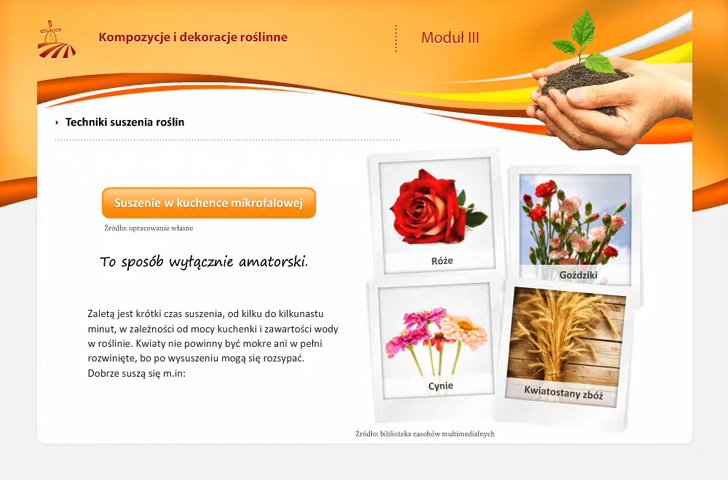 Kompozycje i dekoracje roślinne
Moduł III
Techniki suszenia roślin
Suszenie w kuchence mikrofalowej
Źródło: opracowanie własne
To sposób wyłącznie amatorski.
Zaletą jest krótki czas suszenia, od kilku do kilkunastu
minut, w zależności od mocy kuchenki i zawartości wody
w roślinie. Kwiaty nie powinny być mokre ani w pełni
rozwinięte, bo po wysuszeniu mogą się rozsypać.
Dobrze suszą się m.in:
Róże
Goździki
Cynie
Kwiatostany zbóż
Źródło: biblioteka zasobów multimedialnych